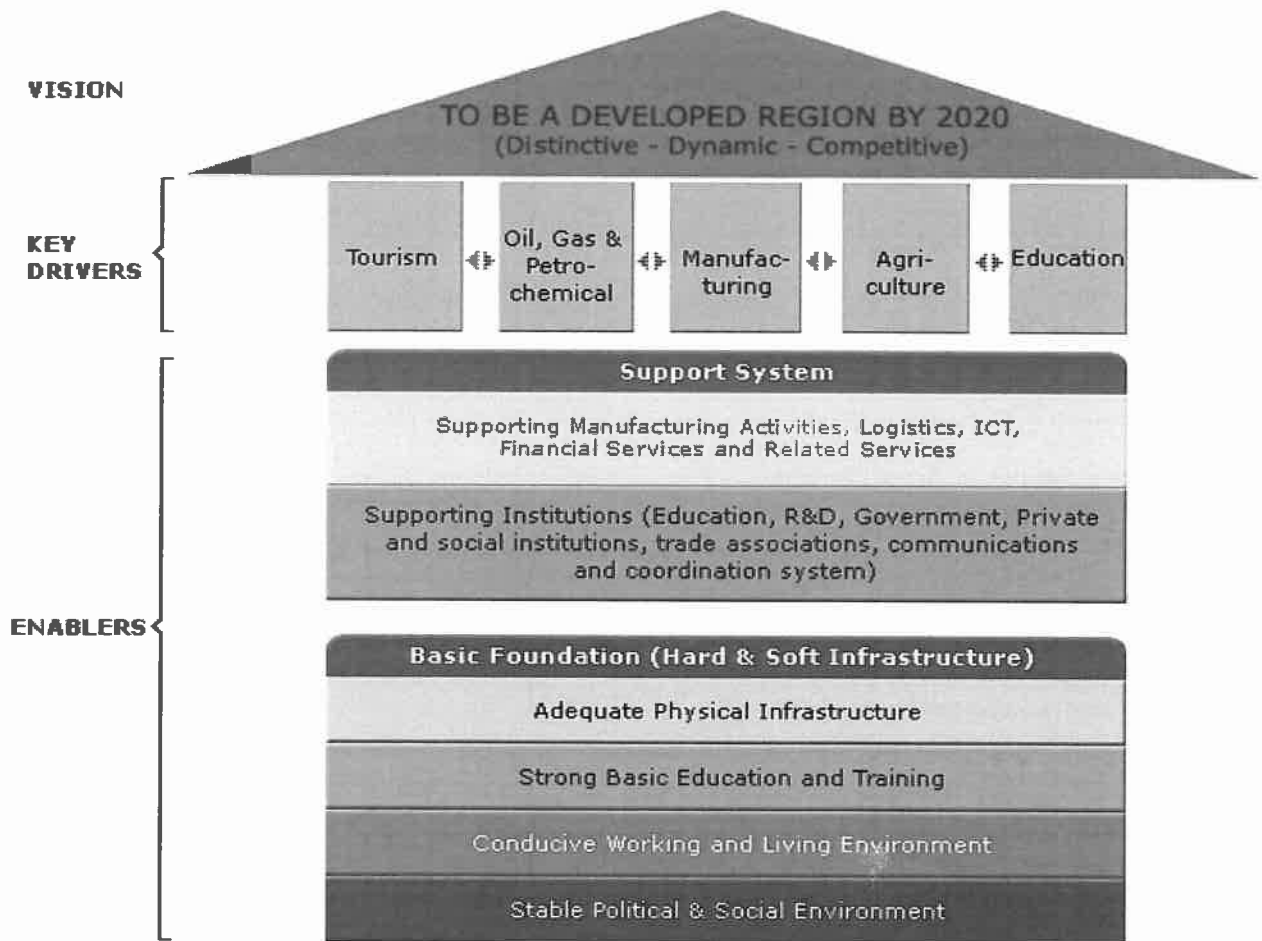 VISION
TO BE A DEVELOPED REGION BY 2020
(Distinctive - Dynamic - Competitive)
KEY
DRIVERS
Tourism
Oil, Gas &
Petro-
chemical
Manufac-
turing
Agri-
culture
Education
ENABLERS
Support System
Supporting Manufacturing Activities, Logistics, ICT,
Financial Services and Related Services
Supporting Institutions (Education, R&D, Government, Private
and social institutions, trade associations, communications
and coordination system)
Basic Foundation (Hard & Soft Infrastructure)
Adequate Physical Infrastructure
Strong Basic Education and Training
Conducive Working and Living Environment
Stable Political & Social Environment